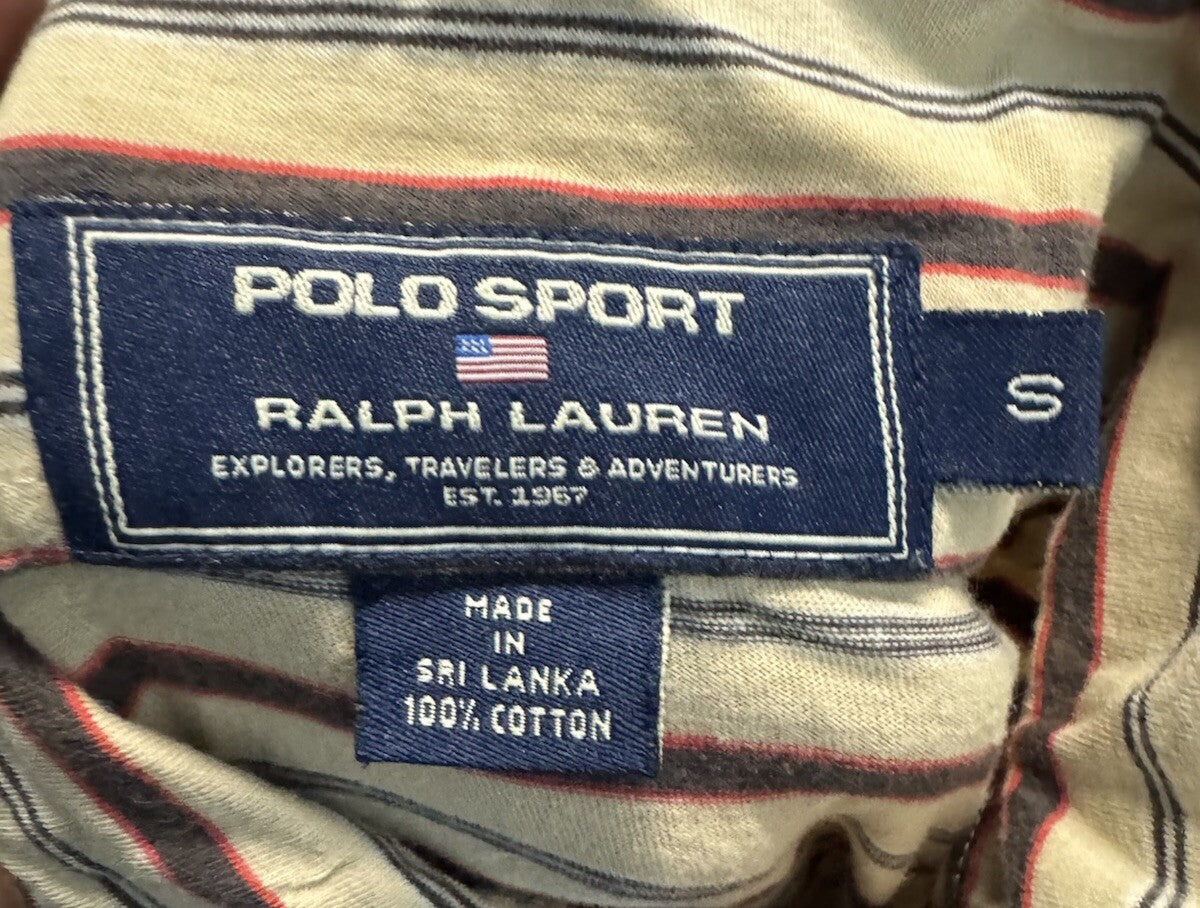 POLO SPORT
RALPH LAUREN
EXPLORERS, TRAVELERS & ADVENTURERS
EST. 1967
S
MADE
IN
SRI LANKA
100% COTTON